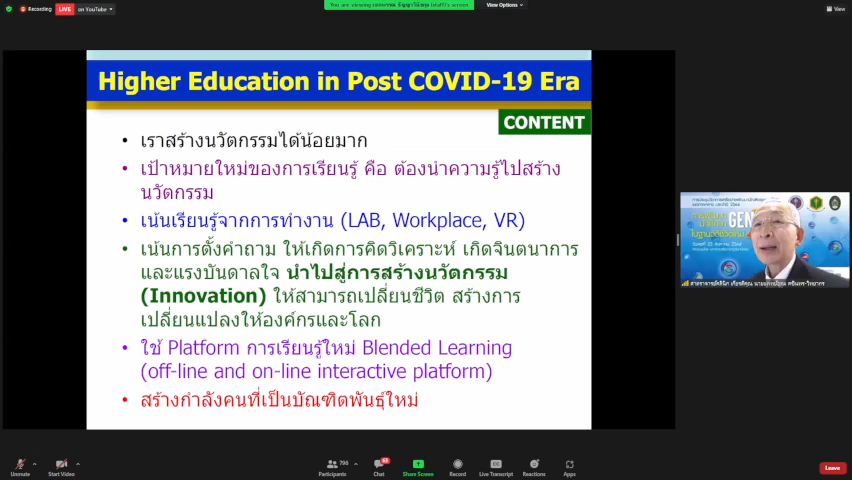 Recording
LIVE
on YouTube
View Options
View
Higher Education in Post COVID-19 Era
CONTENT
• เราสร้างนวัตกรรมได้น้อยมาก
• เป้าหมายใหม่ของการเรียนรู้ คือ ต้องนำความรู้ไปสร้าง
นวัตกรรม
• เน้นเรียนรู้จากการทำงาน (LAB, Workplace, VR)
• เน้นการตั้งคำถาม ให้เกิดการคิดวิเคราะห์ เกิดจินตนาการ
และแรงบันดาลใจ นำไปสู่การสร้างนวัตกรรม
(Innovation) ให้สามารถเปลี่ยนชีวิต สร้างการ
เปลี่ยนแปลงให้องค์กรและโลก
• ใช้ Platform การเรียนรู้ใหม่ Blended Learning
(off-line and on-line interactive platform)
• สร้างกำลังคนที่เป็นบัณฑิตพันธุ์ใหม่
GEN
Unmute
Start Video
796
Participants
63
Chat
Share Screen
Record
Live Transcript
Reactions
Apps
Leave